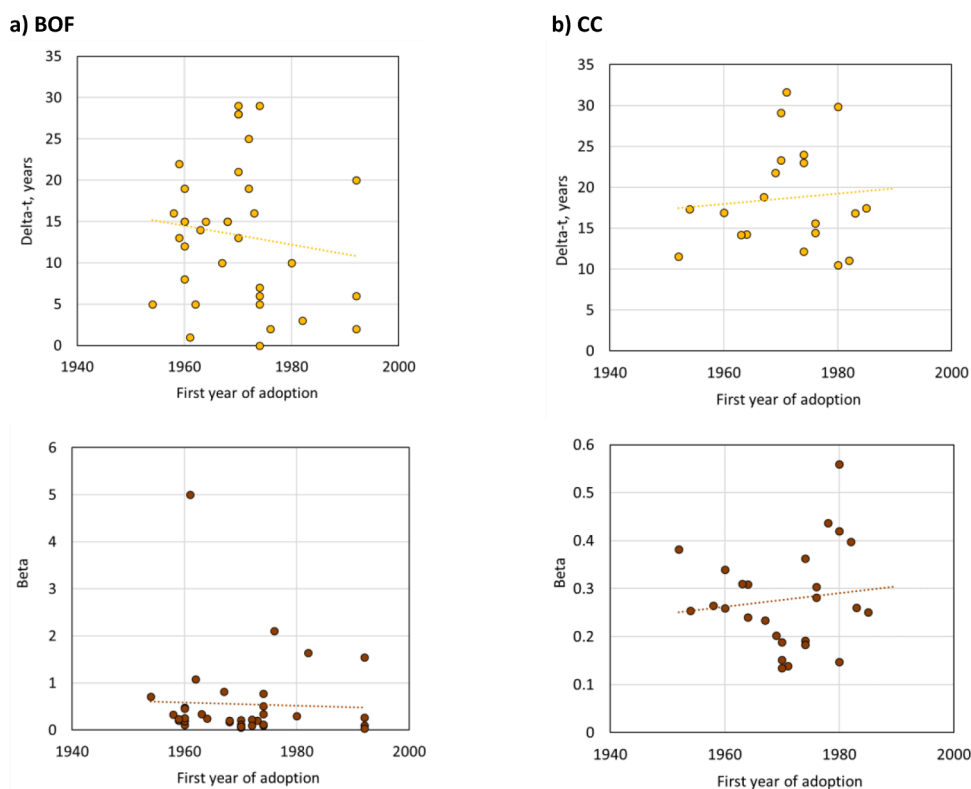 a) BOF
35
30
25
20
15
10
5
0
Delta-t, years
1940 1960 1980 2000
First year of adoption
b) CC
35
30
25
20
15
10
5
0
Delta-t, years
1940 1960 1980 2000
First year of adoption
6
5
4
3
2
1
0
Beta
1940 1960 1980 2000
First year of adoption
0.6
0.5
0.4
0.3
0.2
0.1
0
Beta
1940 1960 1980 2000
First year of adoption